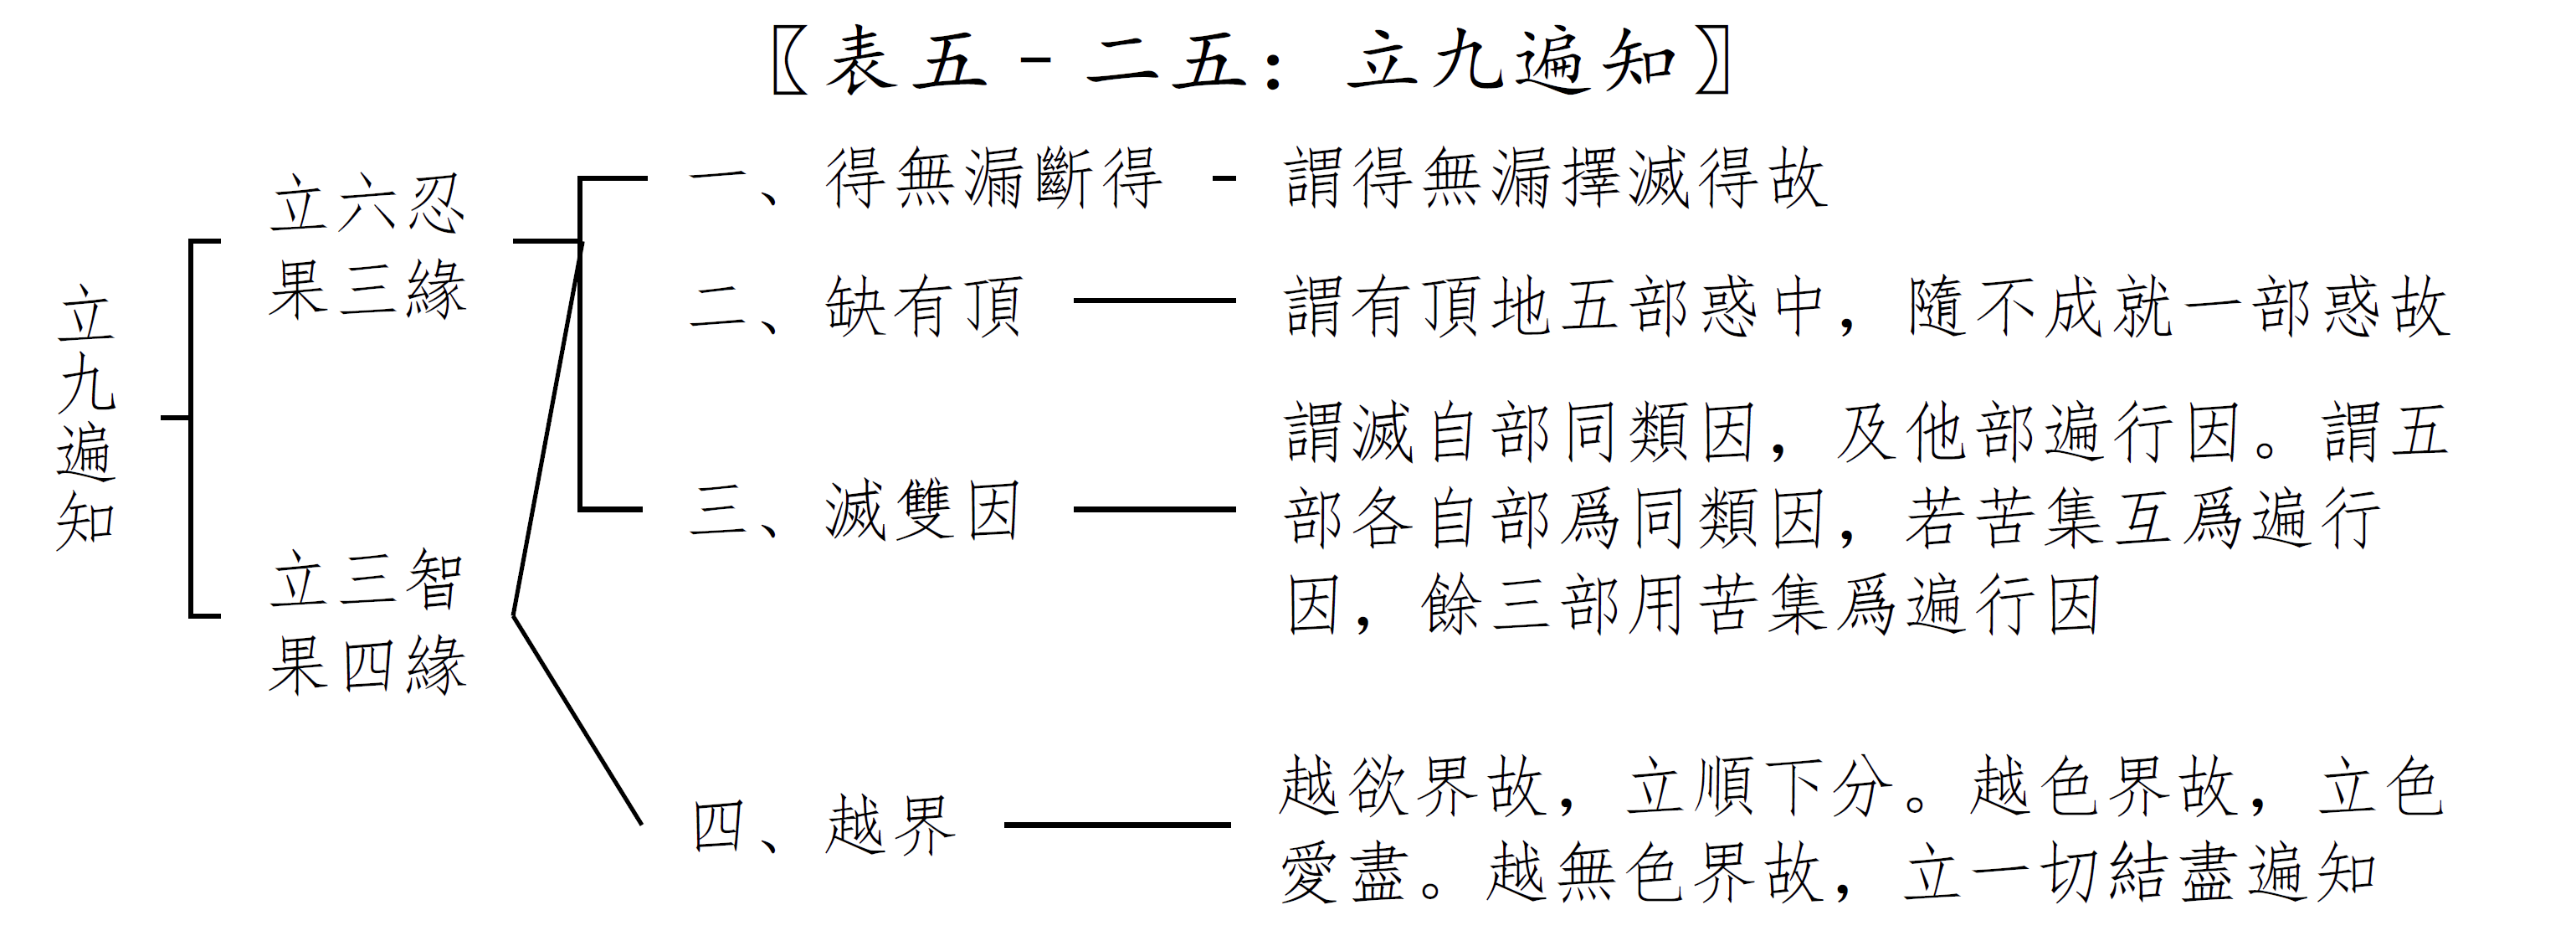 〖表五-二五：立九遍知〗
立九遍知
立六忍
果三緣
立三智
果四緣
一、得無漏斷得
謂得無漏擇滅得故
二、缺有頂
謂有頂地五部惑中，隨不成就一部惑故
三、滅雙因
謂滅自部同類因，及他部遍行因。謂五
部各自部爲同類因，若苦集互爲遍行
因，餘三部用苦集爲遍行因
四、越界
越欲界故，立順下分。越色界故，立色
愛盡。越無色界故，立一切結盡遍知